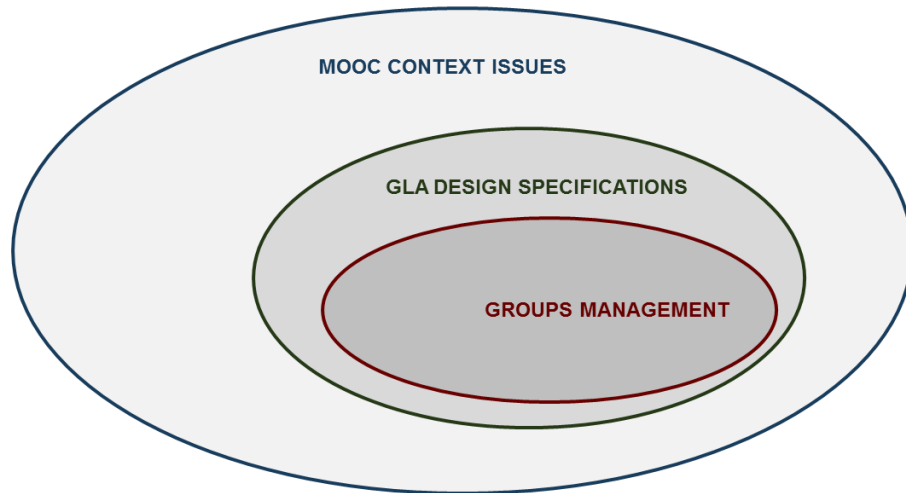 MOOC CONTEXT ISSUES
GLA DESIGN SPECIFICATIONS
GROUPS MANAGEMENT